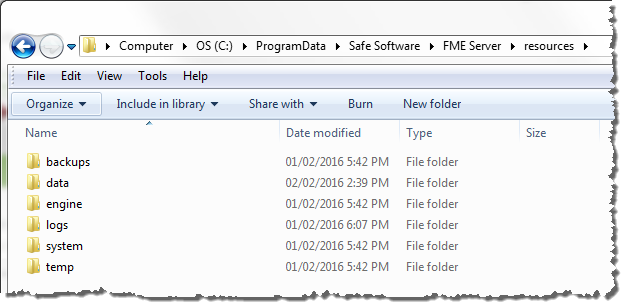 Computer ▸ OS (C:) ▸ ProgramData ▸ Safe Software ▸ FME Server ▸ resources ▸
File Edit View Tools Help
Organize ▼ Include in library ▼ Share with ▼ Burn New folder
Name Date modified Type Size
backups 01/02/2016 5:42 PM File folder
data 02/02/2016 2:39 PM File folder
engine 01/02/2016 5:42 PM File folder
logs 01/02/2016 6:07 PM File folder
system 01/02/2016 5:42 PM File folder
temp 01/02/2016 5:42 PM File folder